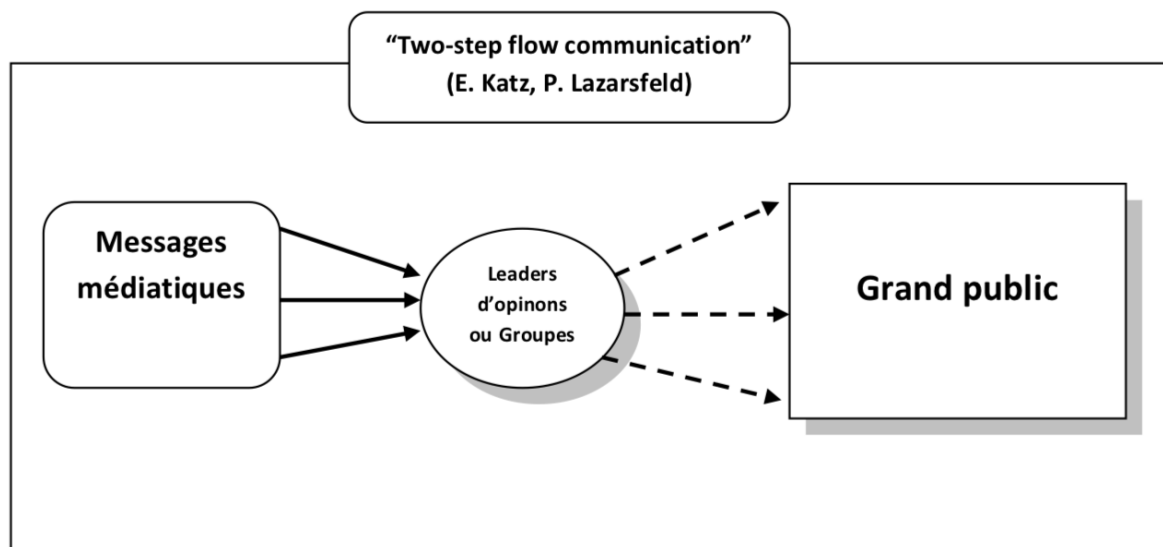 “Two-step flow communication”
(E. Katz, P. Lazarsfeld)
Messages
médiatiques
Leaders
d’opinons
ou Groupes
Grand public